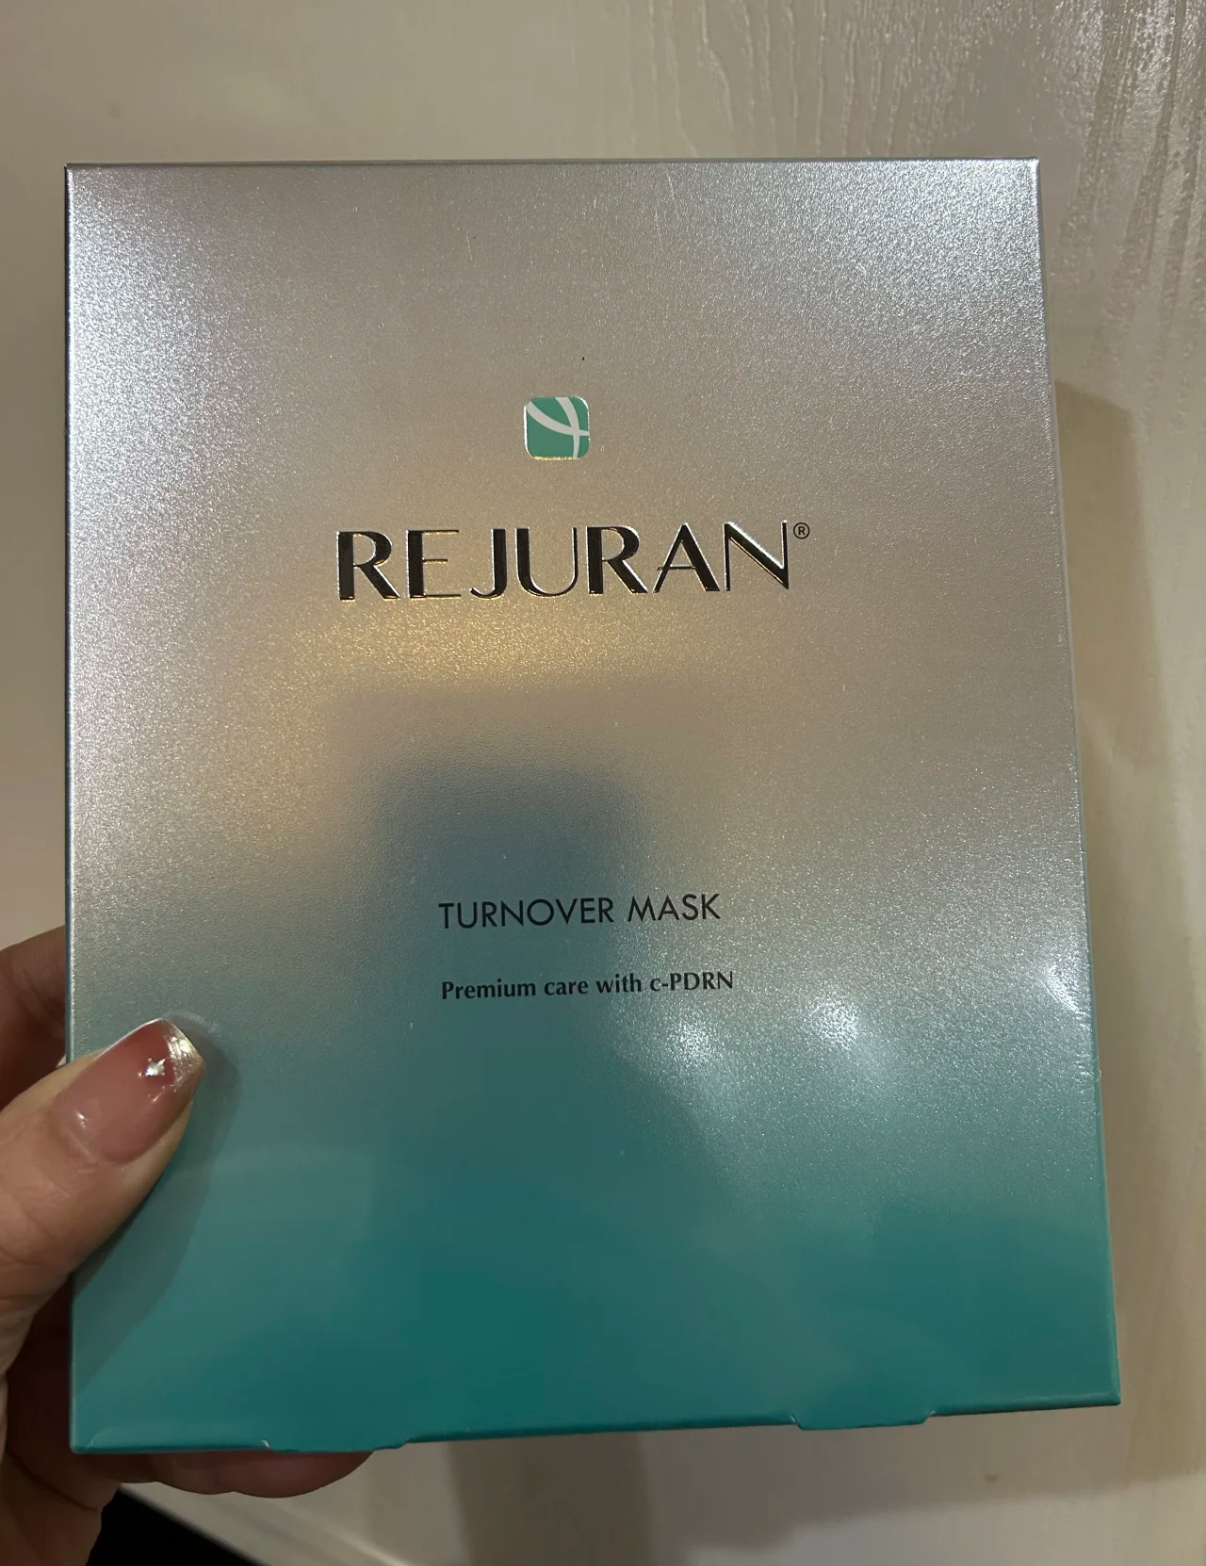 REJURAN®
TURNOVER MASK
Premium care with c-PDRN